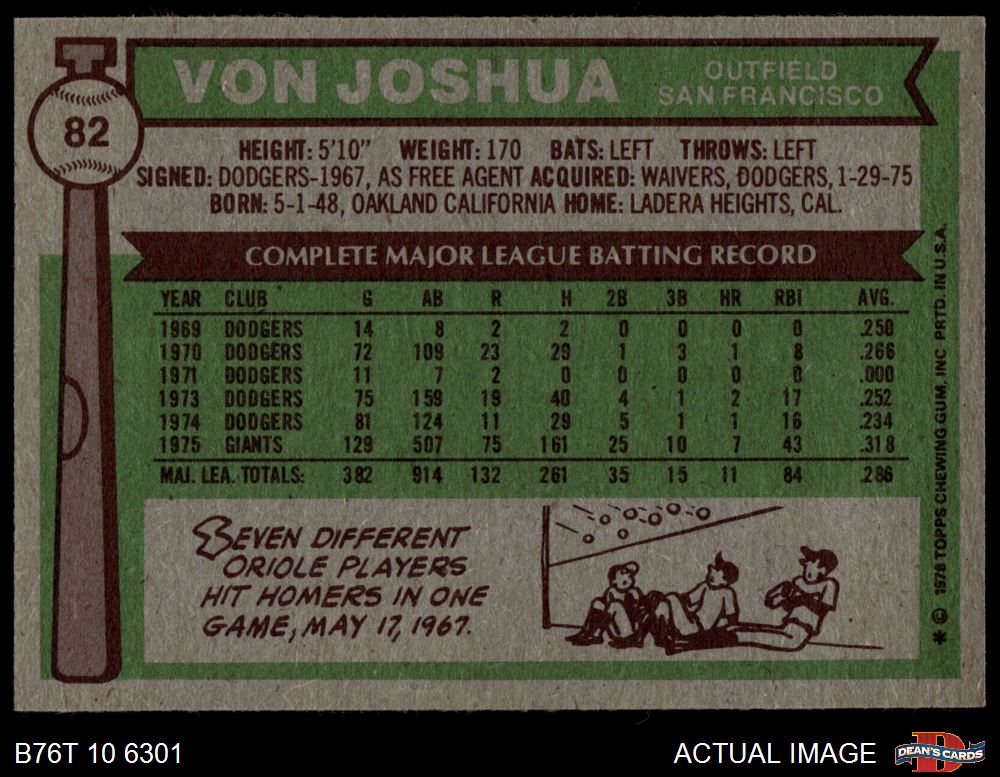 82
VON JOSHUA
OUTFIELD
SAN FRANCISCO
HEIGHT: 5'10" WEIGHT: 170 BATS: LEFT THROWS: LEFT
SIGNED: DODGERS-1967, AS FREE AGENT ACQUIRED: WAIVERS, DODGERS, 1-29-75
BORN: 5-1-48, OAKLAND CALIFORNIA HOME: LADERA HEIGHTS, CAL.
COMPLETE MAJOR LEAGUE BATTING RECORD
YEAR CLUB G AB R H 2B 3B HR RBI AVG.
1969 DODGERS 14 8 2 2 0 0 0 0 .250
1970 DODGERS 72 109 23 29 1 3 1 8 .266
1971 DODGERS 11 7 2 0 0 0 0 0 .000
1973 DODGERS 75 159 19 40 4 1 2 17 .252
1974 DODGERS 81 124 11 29 5 1 1 16 .234
1975 GIANTS 129 507 75 161 25 10 7 43 .318
MAJ. LEA. TOTALS: 382 914 132 261 35 15 11 84 .286
SEVEN DIFFERENT
ORIOLE PLAYERS
HIT HOMERS IN ONE
GAME, MAY 17, 1967.
* © 1976 TOPPS CHEWING GUM, INC PRTD. IN U.S.A.
B76T 10 6301
ACTUAL IMAGE
D
DEAN'S CARDS